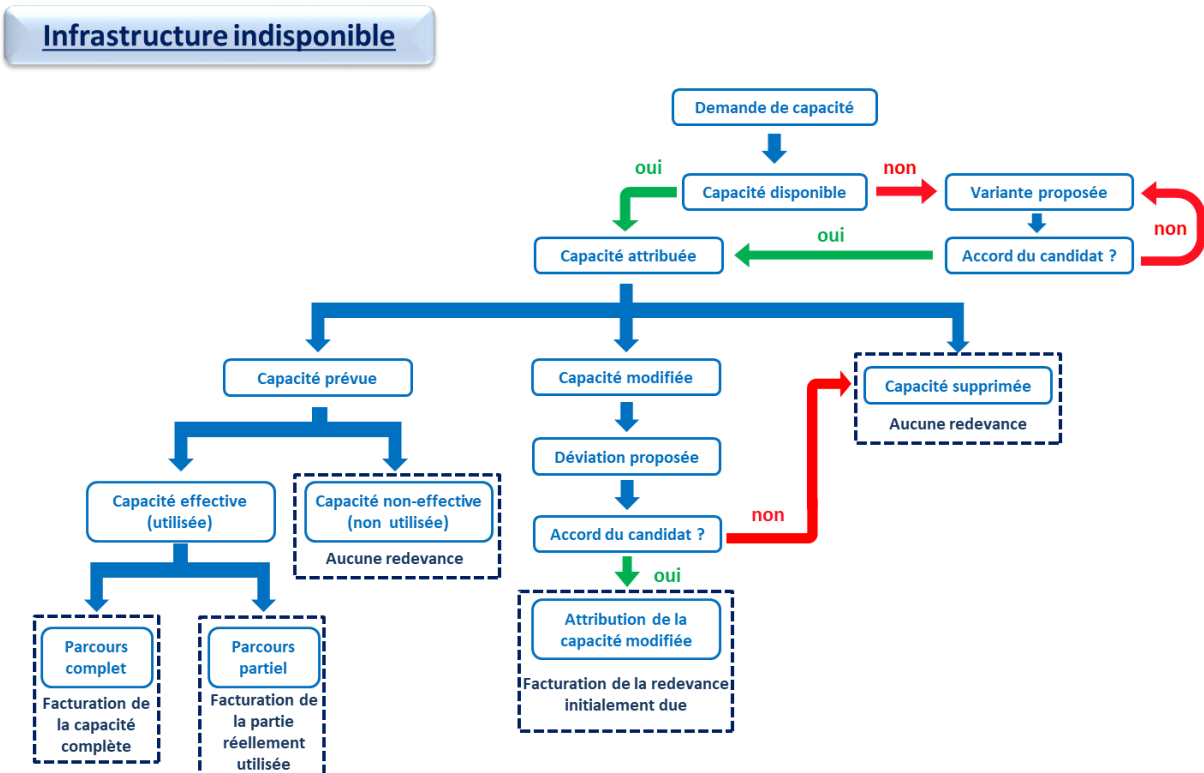 Infrastructure indisponible
Demande de capacité
oui
non
Capacité disponible
Variante proposée
oui
non
Capacité attribuée
Accord du candidat ?
Capacité prévue
Capacité modifiée
Capacité supprimée
Aucune redevance
Déviation proposée
Capacité effective
(utilisée)
Capacité non-effective
(non utilisée)
Aucune redevance
Accord du candidat ?
non
oui
Parcours
complet
Facturation de
la capacité
complète
Parcours
partiel
Facturation de
la partie
réellement
utilisée
Attribution de la
capacité modifiée
Facturation de la redevance
initialement due